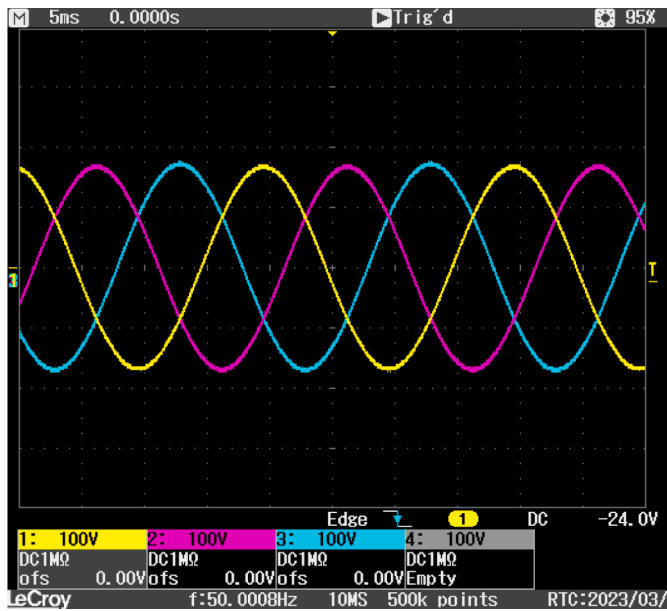 M 5ms 0.0000s Trig´d 95%
T
Edge 1 DC -24.0V
1: 100V 2: 100V 3: 100V 4: 100V
DC1MΩ DC1MΩ DC1MΩ DC1MΩ
ofs 0.00V ofs 0.00V ofs 0.00V Empty
LeCroy f:50.0008Hz 10MS 500k points RTC:2023/03/